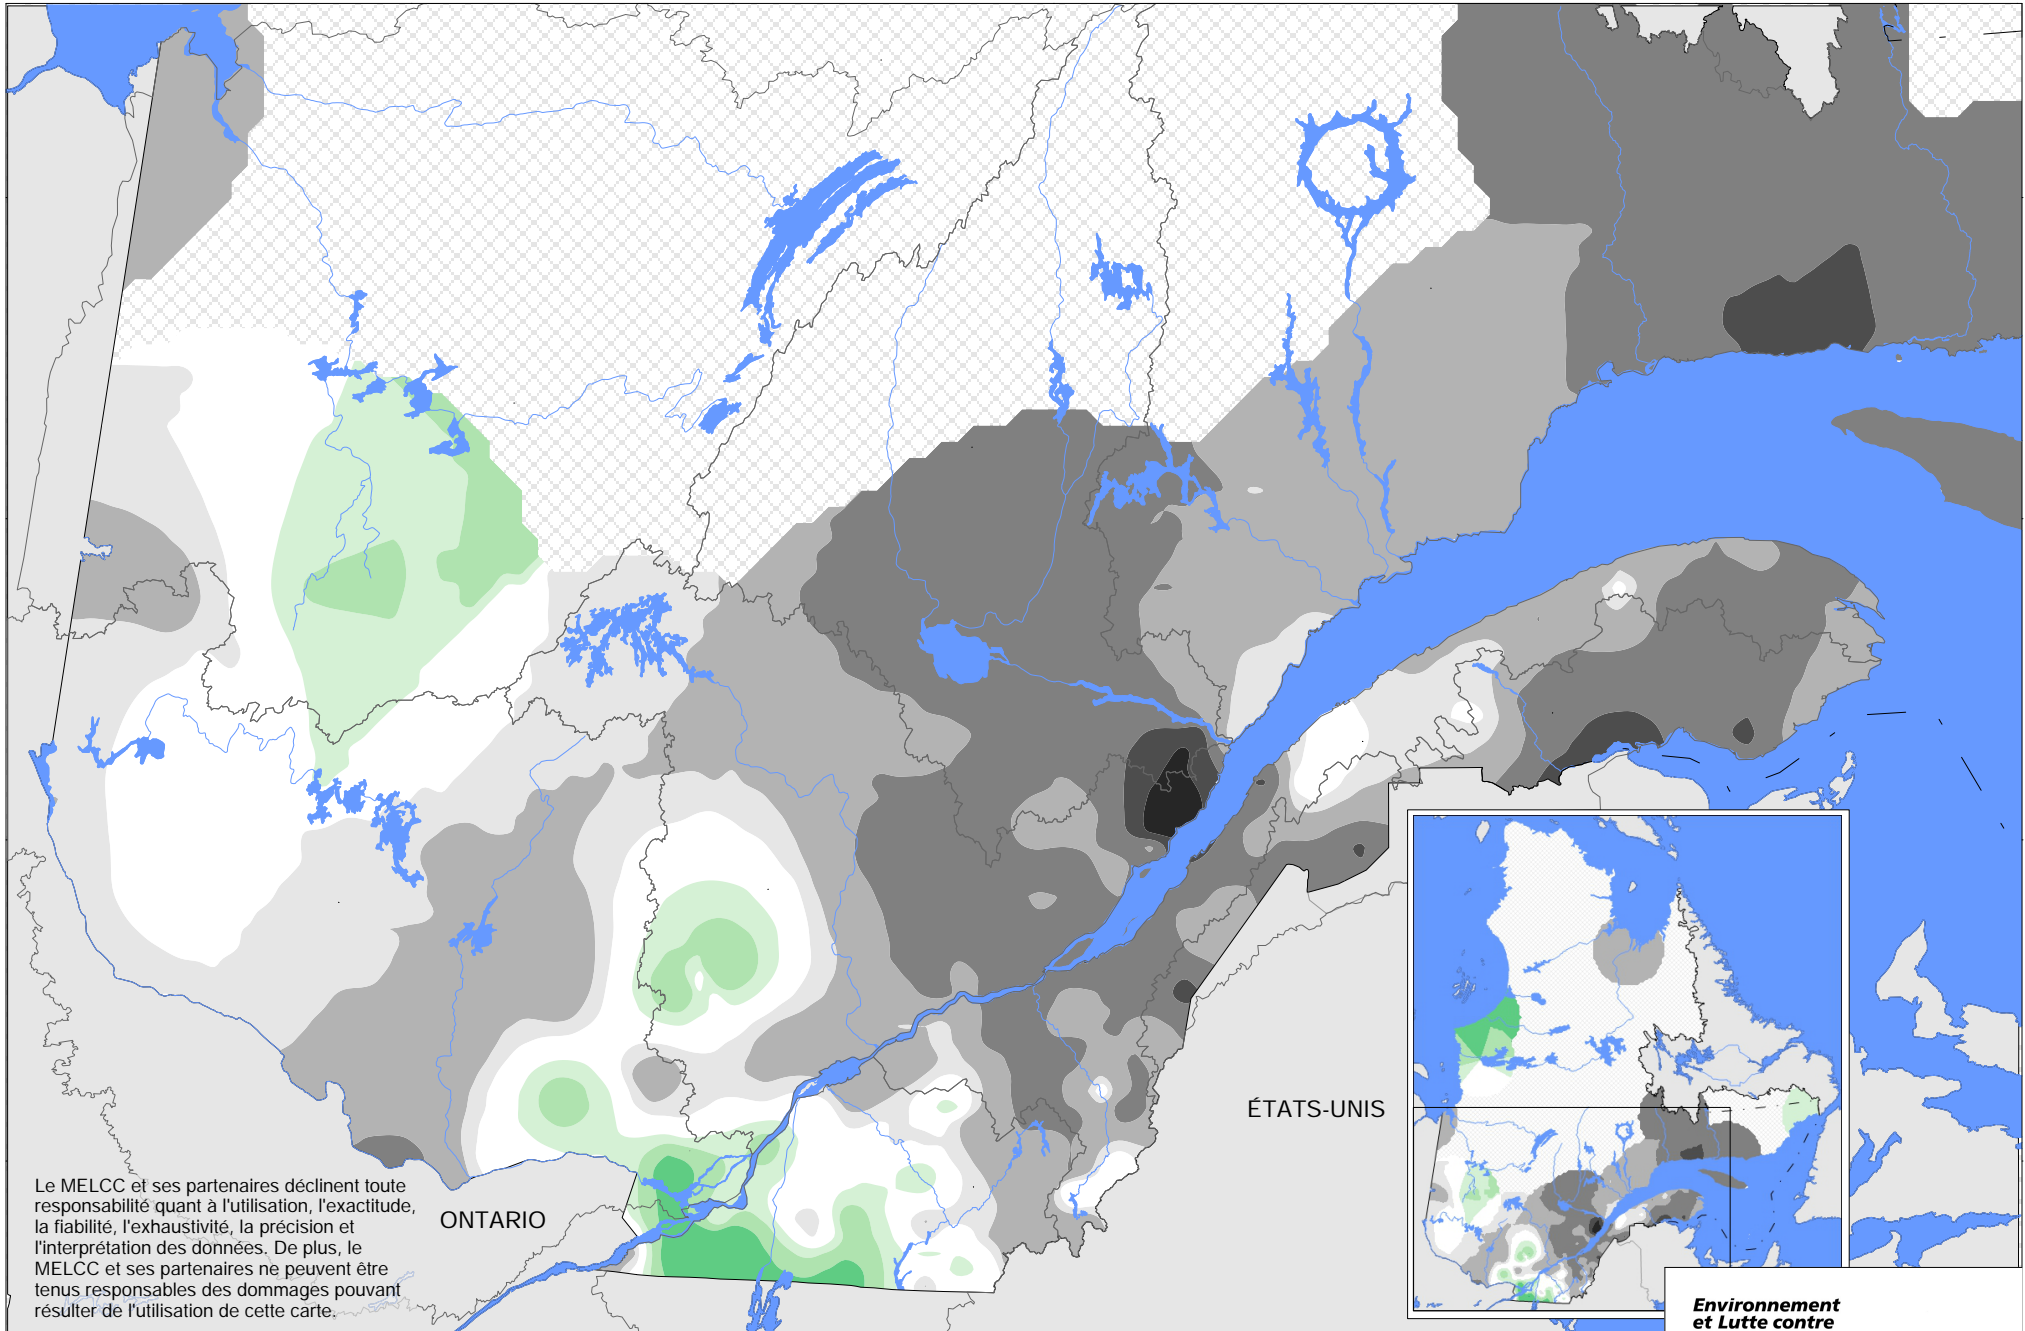 ÉTATS-UNIS
Le MELCC et ses partenaires déclinent toute
responsabilité quant à l'utilisation, l'exactitude,
la fiabilité, l'exhaustivité, la précision et
l'interprétation des données. De plus, le
MELCC et ses partenaires ne peuvent être
tenus responsables des dommages pouvant
résulter de l'utilisation de cette carte.
ONTARIO
Environnement
et Lutte contre